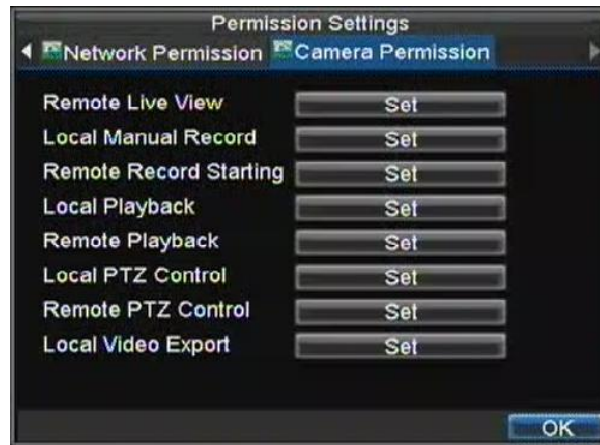 Permission Settings
Network Permission Camera Permission
Remote Live View Set
Local Manual Record Set
Remote Record Starting Set
Local Playback Set
Remote Playback Set
Local PTZ Control Set
Remote PTZ Control Set
Local Video Export Set
OK